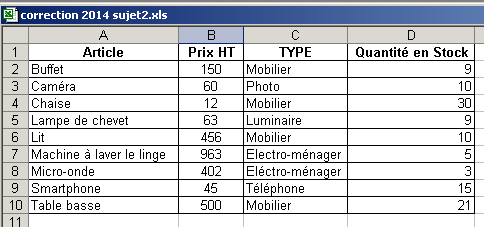 correction 2014 sujet2.xls
A B C D
1 Article Prix HT TYPE Quantité en Stock
2 Buffet 150 Mobilier 9
3 Caméra 60 Photo 10
4 Chaise 12 Mobilier 30
5 Lampe de chevet 63 Luminaire 9
6 Lit 456 Mobilier 10
7 Machine à laver le linge 963 Electro-ménager 5
8 Micro-onde 402 Eléctro-ménager 3
9 Smartphone 45 Téléphone 15
10 Table basse 500 Mobilier 21
11